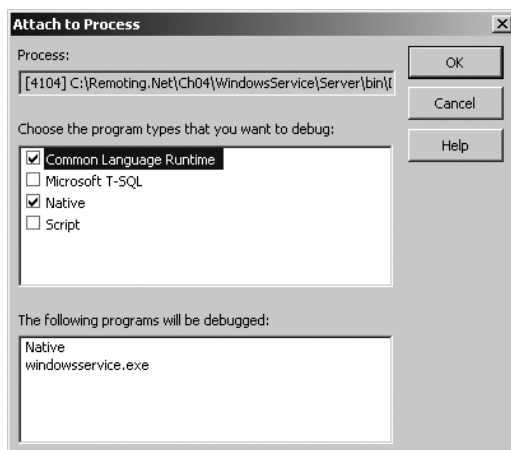 Attach to Process
Process:
[4104] C:\Remoting.Net\Ch04\WindowsService\Server\bin\
OK
Cancel
Help
Choose the program types that you want to debug:
Common Language Runtime
Microsoft T-SQL
Native
Script
The following programs will be debugged:
Native
windowsservice.exe